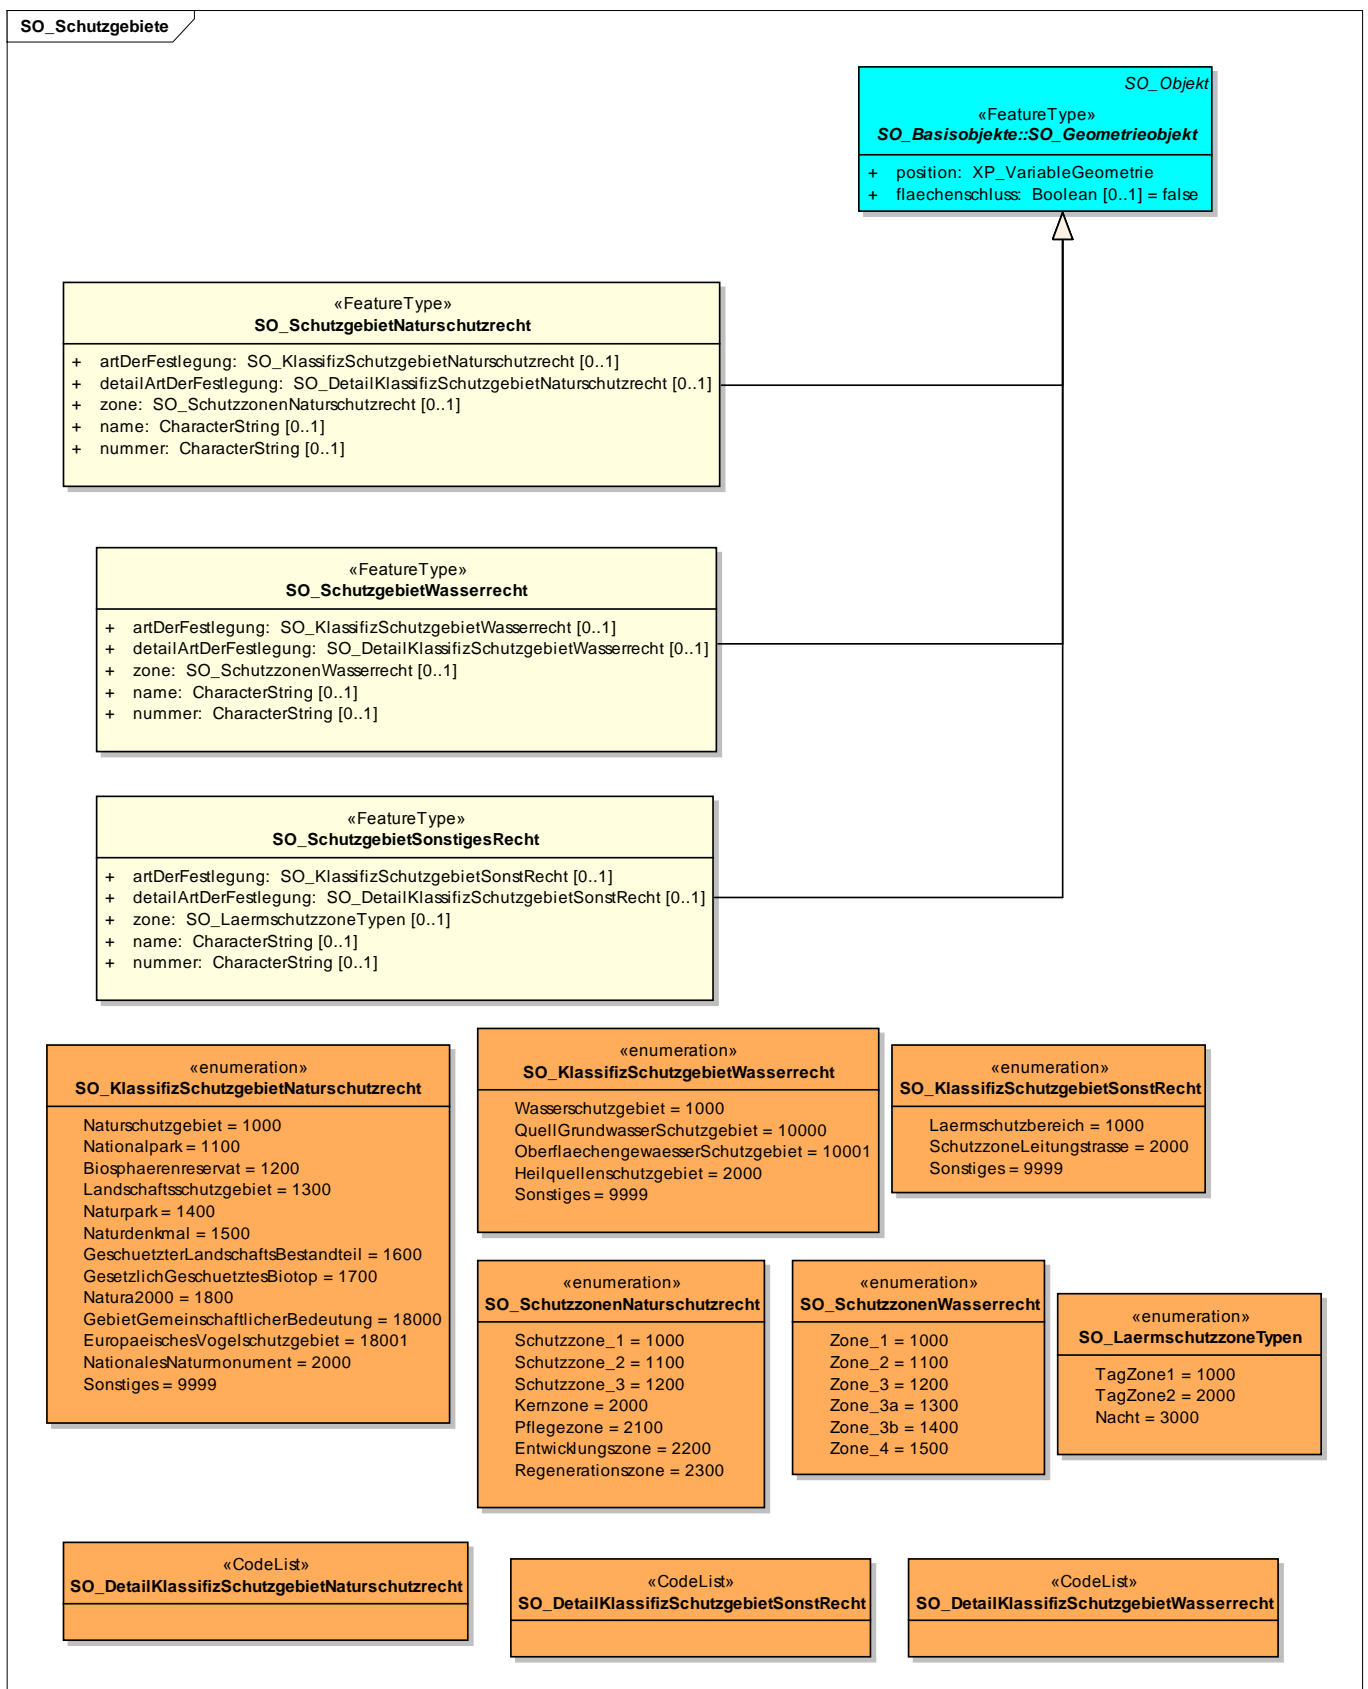 SO_Schutzgebiete
SO_Objekt
«FeatureType»
SO_Basisobjekte::SO_Geometrieobjekt
+ position: XP_VariableGeometrie
+ flaechenschluss: Boolean [0..1] = false
«FeatureType»
SO_SchutzgebietNaturschutzrecht
+ artDerFestlegung: SO_KlassifizSchutzgebietNaturschutzrecht [0..1]
+ detailArtDerFestlegung: SO_DetailKlassifizSchutzgebietNaturschutzrecht [0..1]
+ zone: SO_SchutzzonenNaturschutzrecht [0..1]
+ name: CharacterString [0..1]
+ nummer: CharacterString [0..1]
«FeatureType»
SO_SchutzgebietWasserrecht
+ artDerFestlegung: SO_KlassifizSchutzgebietWasserrecht [0..1]
+ detailArtDerFestlegung: SO_DetailKlassifizSchutzgebietWasserrecht [0..1]
+ zone: SO_SchutzzonenWasserrecht [0..1]
+ name: CharacterString [0..1]
+ nummer: CharacterString [0..1]
«FeatureType»
SO_SchutzgebietSonstigesRecht
+ artDerFestlegung: SO_KlassifizSchutzgebietSonstRecht [0..1]
+ detailArtDerFestlegung: SO_DetailKlassifizSchutzgebietSonstRecht [0..1]
+ zone: SO_LaermschutzzoneTypen [0..1]
+ name: CharacterString [0..1]
+ nummer: CharacterString [0..1]
«enumeration»
SO_KlassifizSchutzgebietNaturschutzrecht
Naturschutzgebiet = 1000
Nationalpark = 1100
Biosphaerenreservat = 1200
Landschaftsschutzgebiet = 1300
Naturpark = 1400
Naturdenkmal = 1500
GeschuetzterLandschaftsBestandteil = 1600
GesetzlichGeschuetztesBiotop = 1700
Natura2000 = 1800
GebietGemeinschaftlicherBedeutung = 18000
EuropaeischesVogelschutzgebiet = 18001
NationalesNaturmonument = 2000
Sonstiges = 9999
«enumeration»
SO_KlassifizSchutzgebietWasserrecht
Wasserschutzgebiet = 1000
QuellGrundwasserSchutzgebiet = 10000
OberflaechengewaesserSchutzgebiet = 10001
Heilquellenschutzgebiet = 2000
Sonstiges = 9999
«enumeration»
SO_KlassifizSchutzgebietSonstRecht
Laermschutzbereich = 1000
SchutzzoneLeitungstrasse = 2000
Sonstiges = 9999
«enumeration»
SO_SchutzzonenNaturschutzrecht
Schutzzone_1 = 1000
Schutzzone_2 = 1100
Schutzzone_3 = 1200
Kernzone = 2000
Pflegezone = 2100
Entwicklungszone = 2200
Regenerationszone = 2300
«enumeration»
SO_SchutzzonenWasserrecht
Zone_1 = 1000
Zone_2 = 1100
Zone_3 = 1200
Zone_3a = 1300
Zone_3b = 1400
Zone_4 = 1500
«enumeration»
SO_LaermschutzzoneTypen
TagZone1 = 1000
TagZone2 = 2000
Nacht = 3000
«CodeList»
SO_DetailKlassifizSchutzgebietNaturschutzrecht
«CodeList»
SO_DetailKlassifizSchutzgebietSonstRecht
«CodeList»
SO_DetailKlassifizSchutzgebietWasserrecht